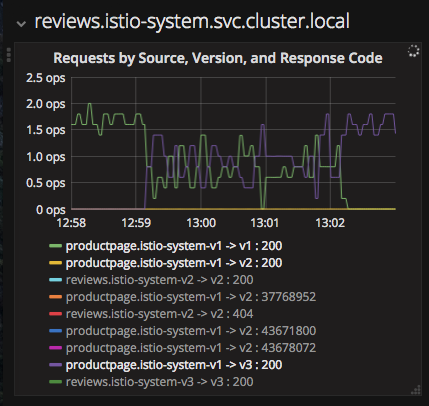 reviews.istio-system.svc.cluster.local
Requests by Source, Version, and Response Code
2.5 ops
2.0 ops
1.5 ops
1.0 ops
0.5 ops
0 ops
12:58 12:59 13:00 13:01 13:02
productpage.istio-system-v1 -> v1 : 200
productpage.istio-system-v1 -> v2 : 200
reviews.istio-system-v2 -> v2 : 200
productpage.istio-system-v1 -> v2 : 37768952
reviews.istio-system-v2 -> v2 : 404
productpage.istio-system-v1 -> v2 : 43671800
productpage.istio-system-v1 -> v2 : 43678072
productpage.istio-system-v1 -> v3 : 200
reviews.istio-system-v3 -> v3 : 200